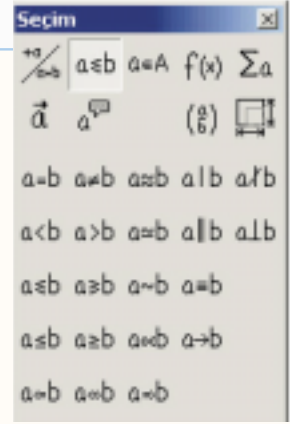 Seçim
+a/a+b a≤b a∈A f(x) Σa
a⃗ a (a b)
a=b a≠b a≈b a|b a∤b
a<b a>b a≃b a∥b a⊥b
a⩽b a⩾b a~b a≡b
a≤b a≥b a∝b a→b